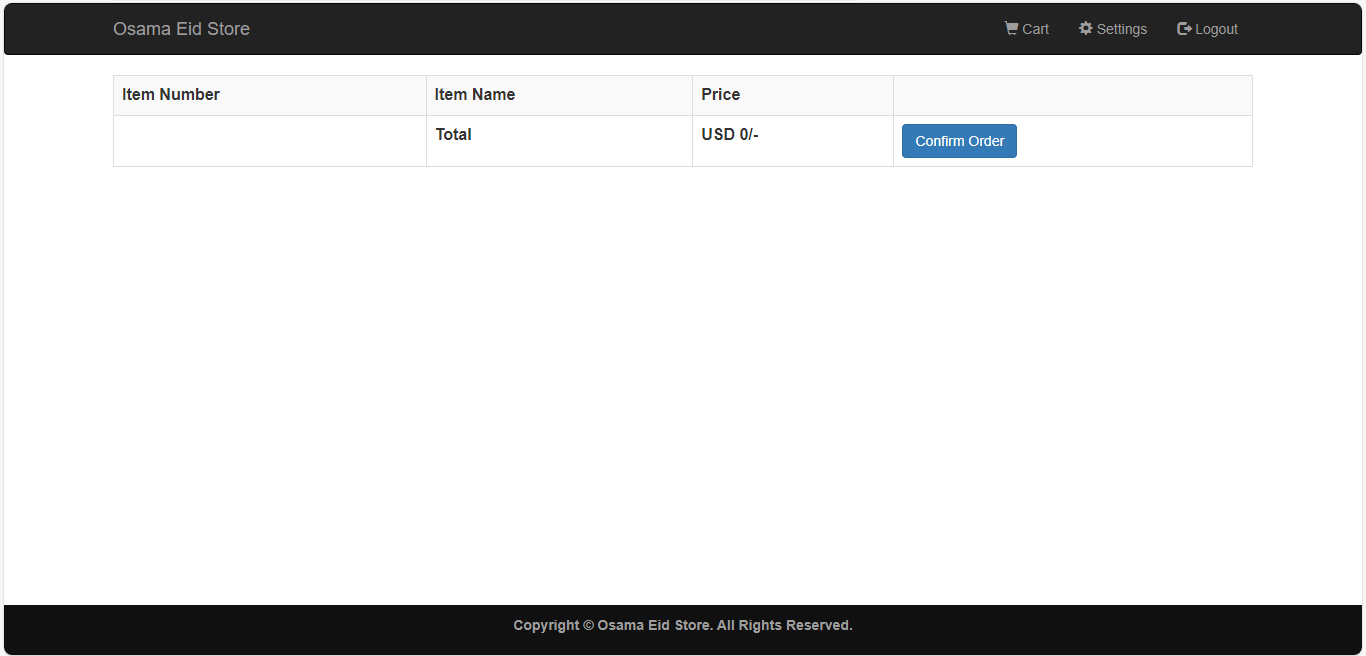 Osama Eid Store
Cart Settings Logout
Item Number Item Name Price
Total USD 0/- Confirm Order
Copyright © Osama Eid Store. All Rights Reserved.